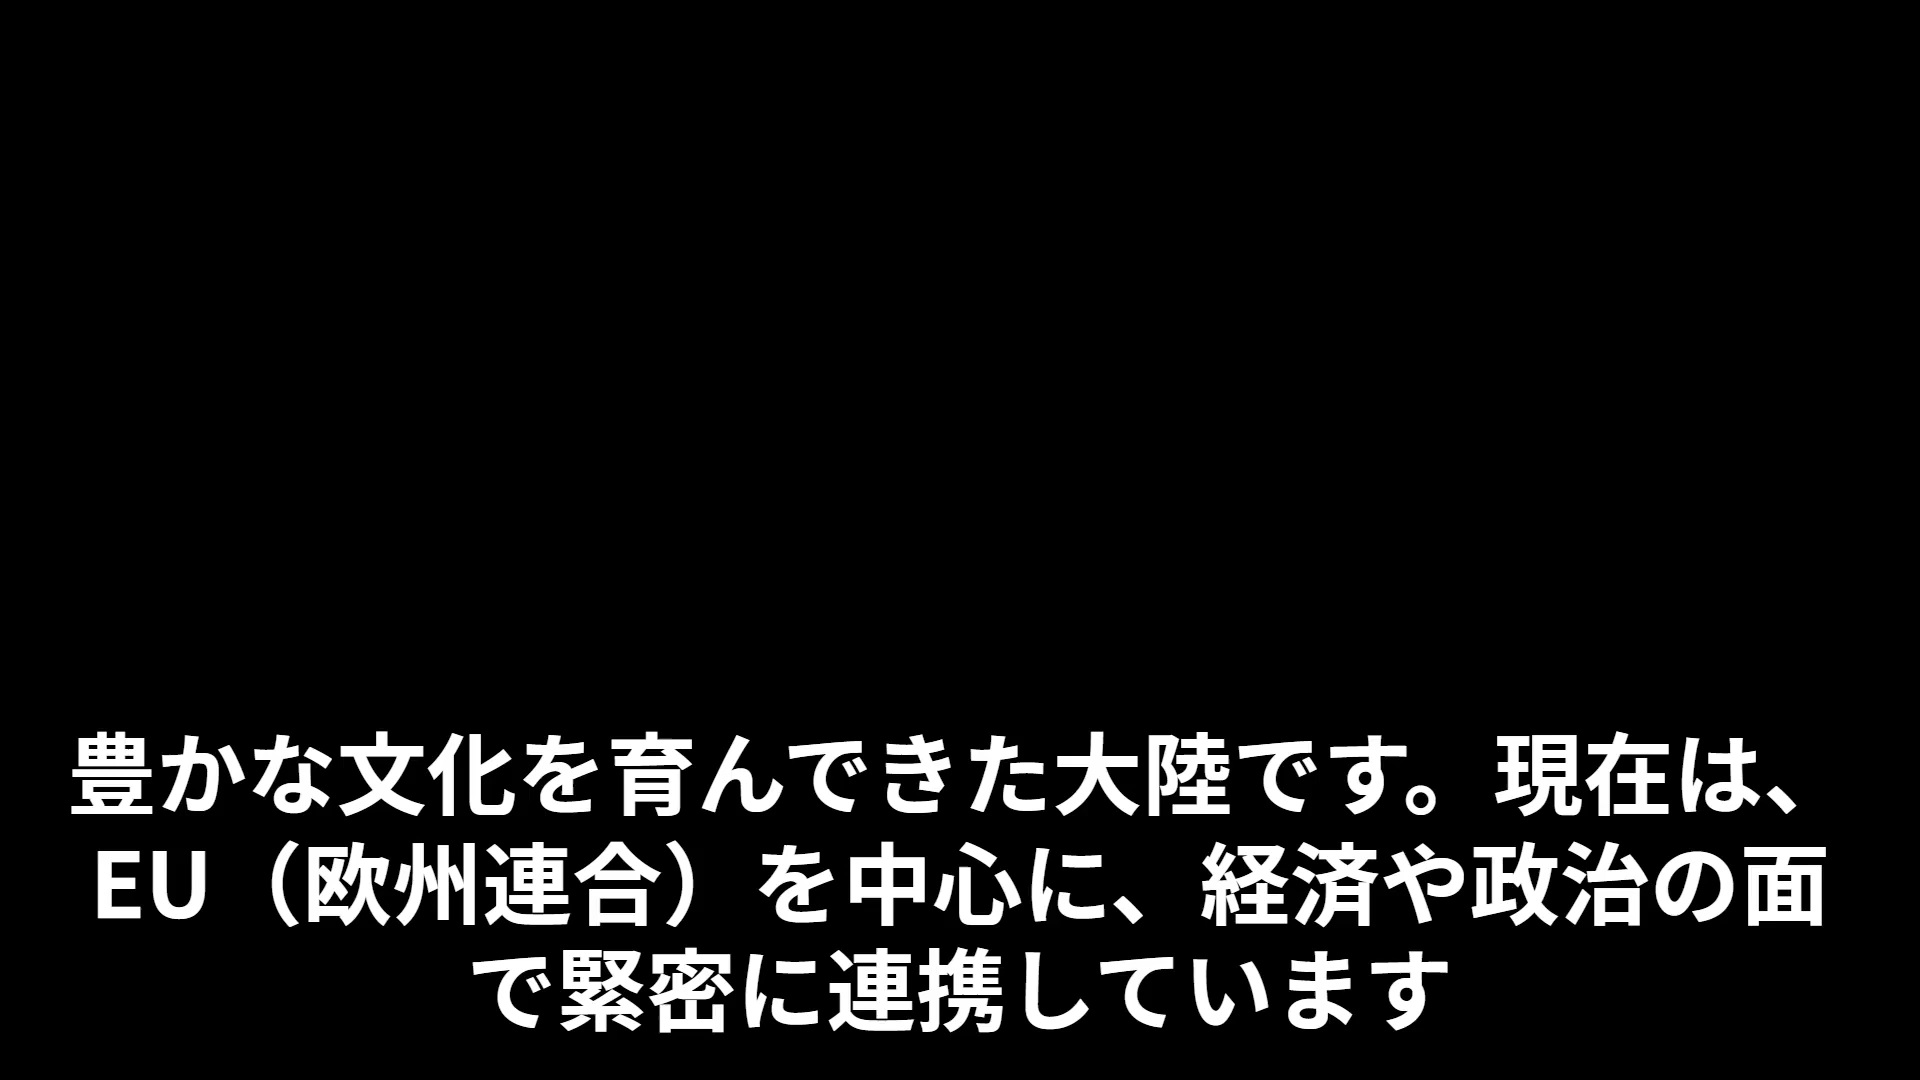 豊かな文化を育んできた大陸です。現在は、
EU（欧州連合）を中心に、経済や政治の面
で緊密に連携しています